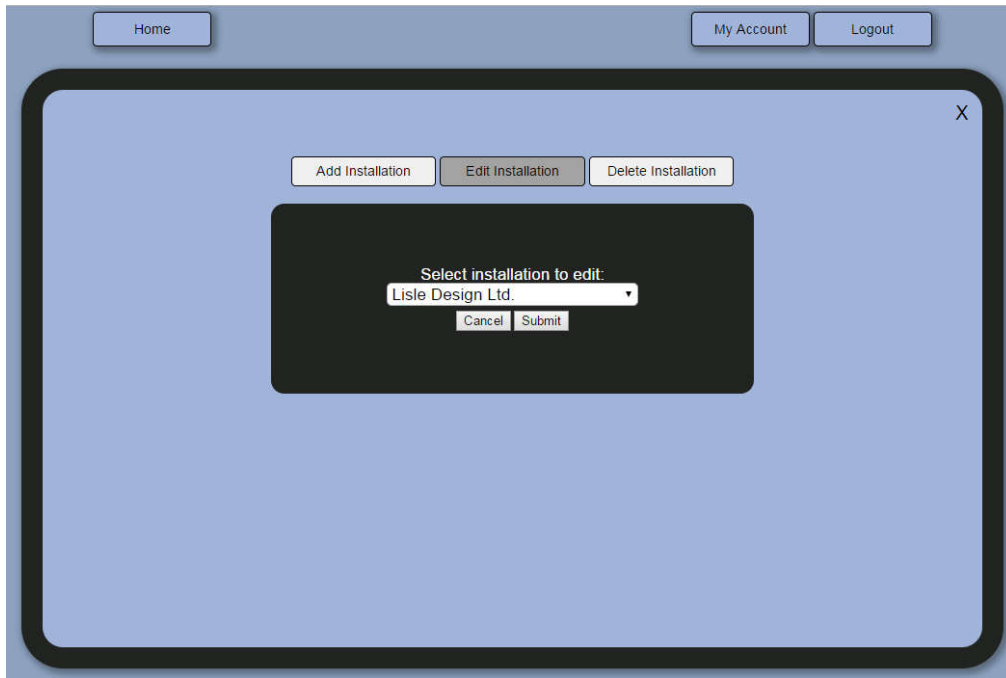 Home My Account Logout
X
Add Installation Edit Installation Delete Installation
Select installation to edit:
Lisle Design Ltd.
Cancel Submit